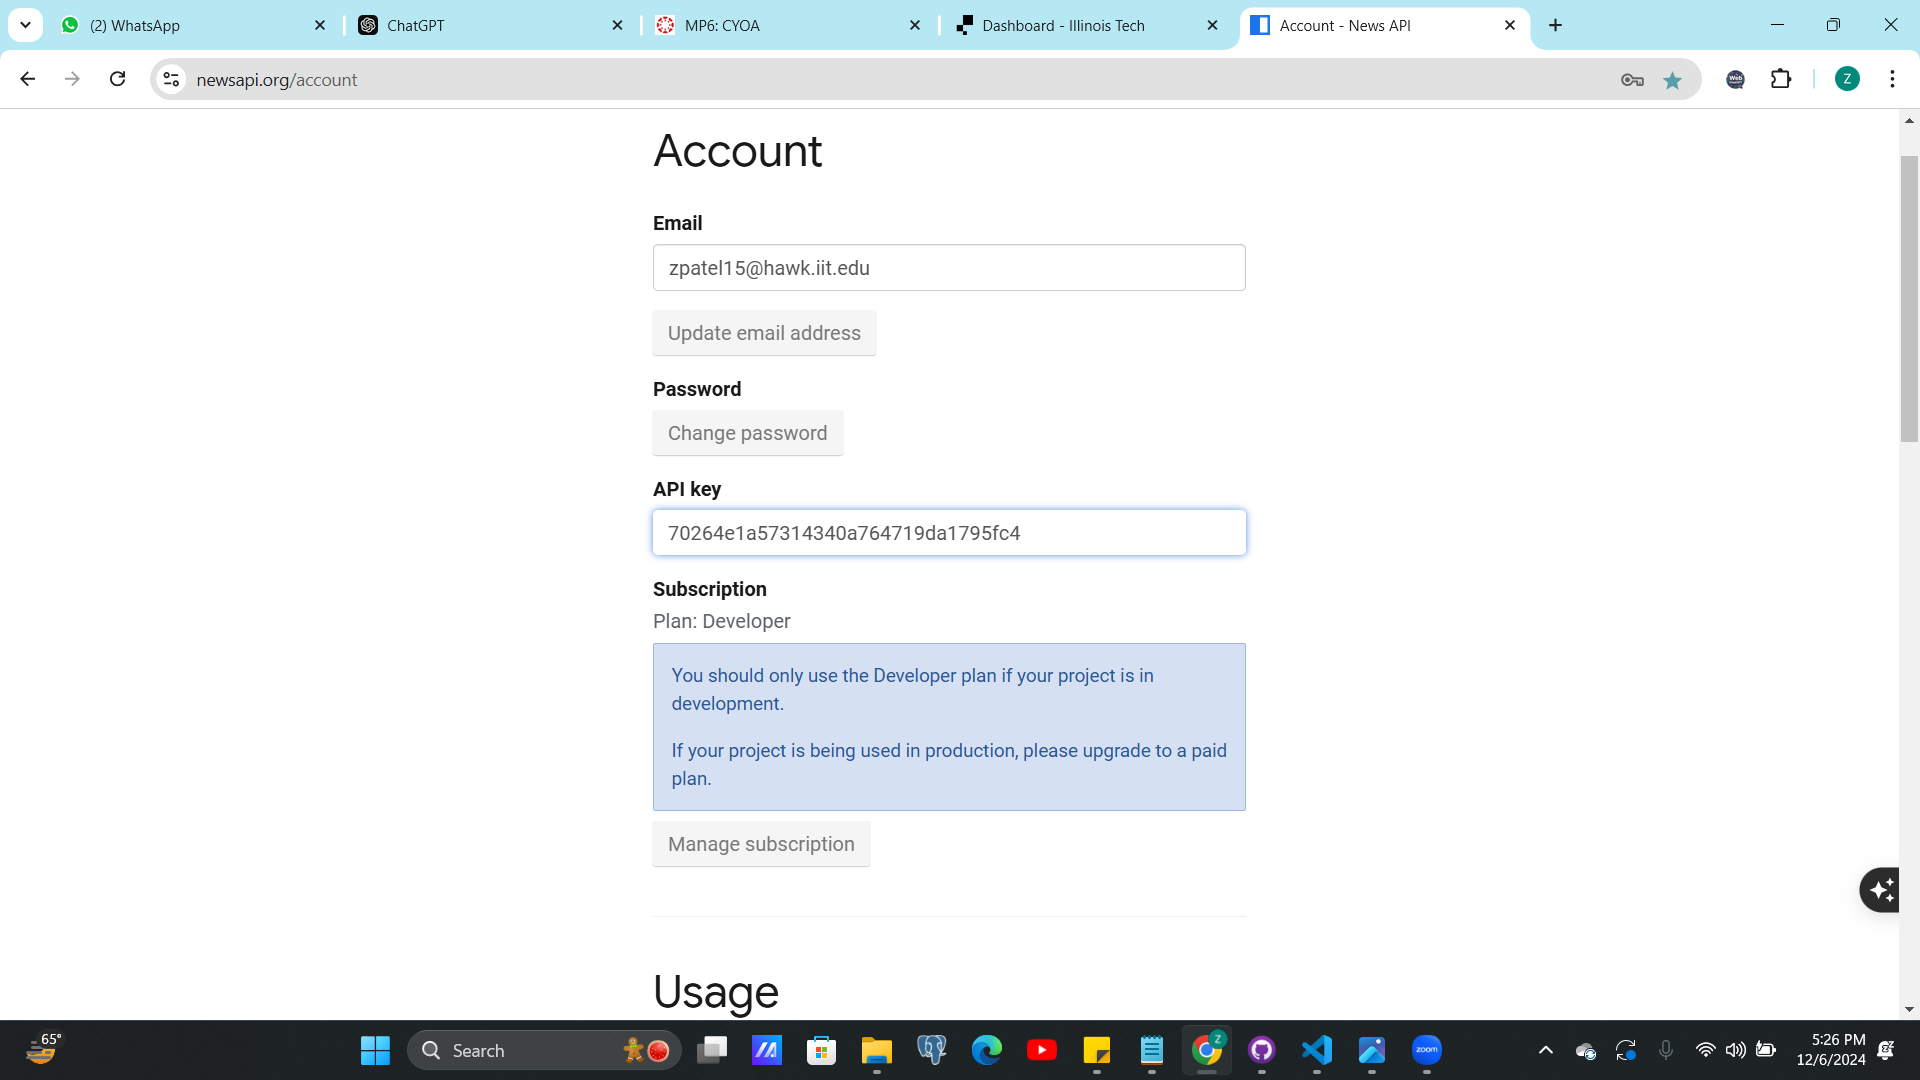 (2) WhatsApp
ChatGPT
MP6: CYOA
Dashboard - Illinois Tech
Account - News API
newsapi.org/account
Web
Z
Account
Email
zpatel15@hawk.iit.edu
Update email address
Password
Change password
API key
70264e1a57314340a764719da1795fc4
Subscription
Plan: Developer
You should only use the Developer plan if your project is in
development.
If your project is being used in production, please upgrade to a paid
plan.
Manage subscription
Usage
65°
Search
Z
zoom
5:26 PM
12/6/2024